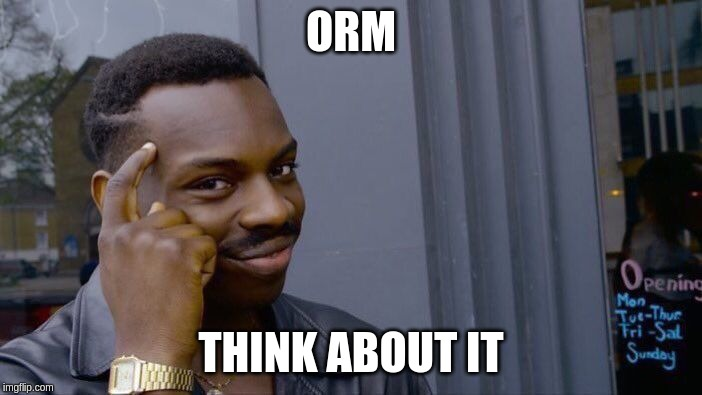 ORM
THINK ABOUT IT
Opening
Mon
Tue-Thur
Fri-Sat
Sunday
imgflip.com